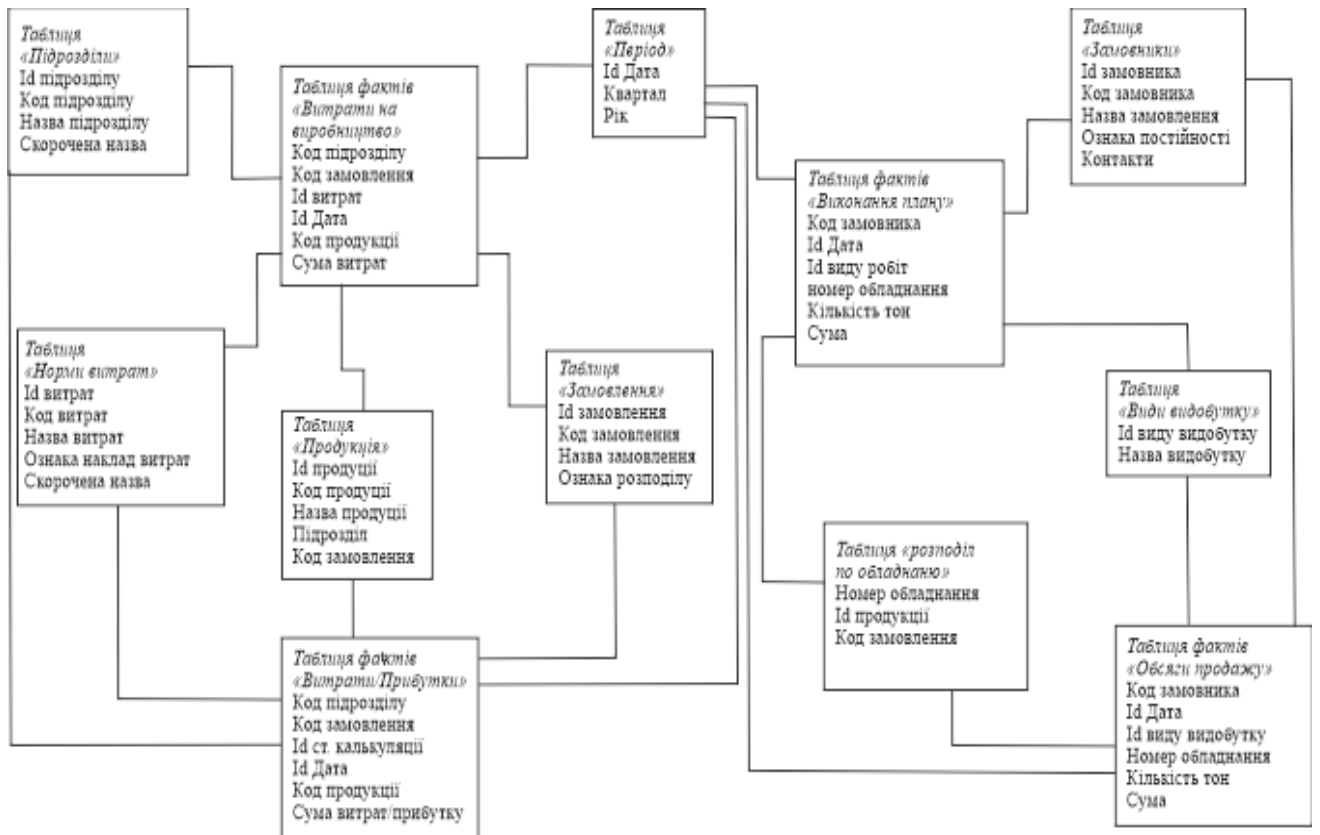 Таблиця
«Підрозділи»
Id підрозділу
Код підрозділу
Назва підрозділу
Скорочена назва
Таблиця фактів
«Витрати на
виробництво»
Код підрозділу
Код замовлення
Id витрат
Id Дата
Код продукції
Сума витрат
Таблиця
«Період»
Id Дата
Квартал
Рік
Таблиця
«Замовники»
Id замовника
Код замовника
Назва замовлення
Ознака постійності
Контакти
Таблиця фактів
«Виконання плану»
Код замовника
Id Дата
Id виду робіт
номер обладнання
Кількість тон
Сума
Таблиця
«Норми витрат»
Id витрат
Код витрат
Назва витрат
Ознака наклад витрат
Скорочена назва
Таблиця
«Продукція»
Id продуції
Код продуції
Назва продуції
Підрозділ
Код замовлення
Таблиця
«Замовлення»
Id замовлення
Код замовлення
Назва замовлення
Ознака розподілу
Таблиця
«Види видобутку»
Id виду видобутку
Назва видобутку
Таблиця «розподіл
по обладнаню»
Номер обладнання
Id продукції
Код замовлення
Таблиця фактів
«Витрати/Прибутки»
Код підрозділу
Код замовлення
Id ст. калькуляції
Id Дата
Код продукції
Сума витрат/прибутку
Таблиця фактів
«Обсяги продажу»
Код замовника
Id Дата
Id виду видобутку
Номер обладнання
Кількість тон
Сума